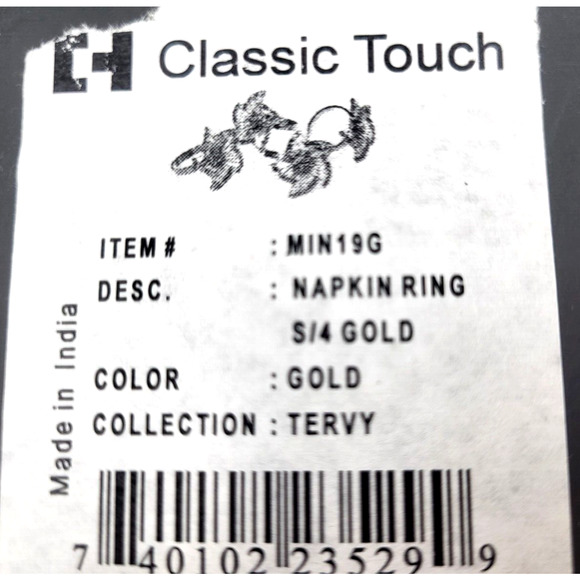 Classic Touch
ITEM # : MIN19G
DESC. : NAPKIN RING
S/4 GOLD
COLOR : GOLD
COLLECTION : TERVY
Made in India
7 40102 23529 9